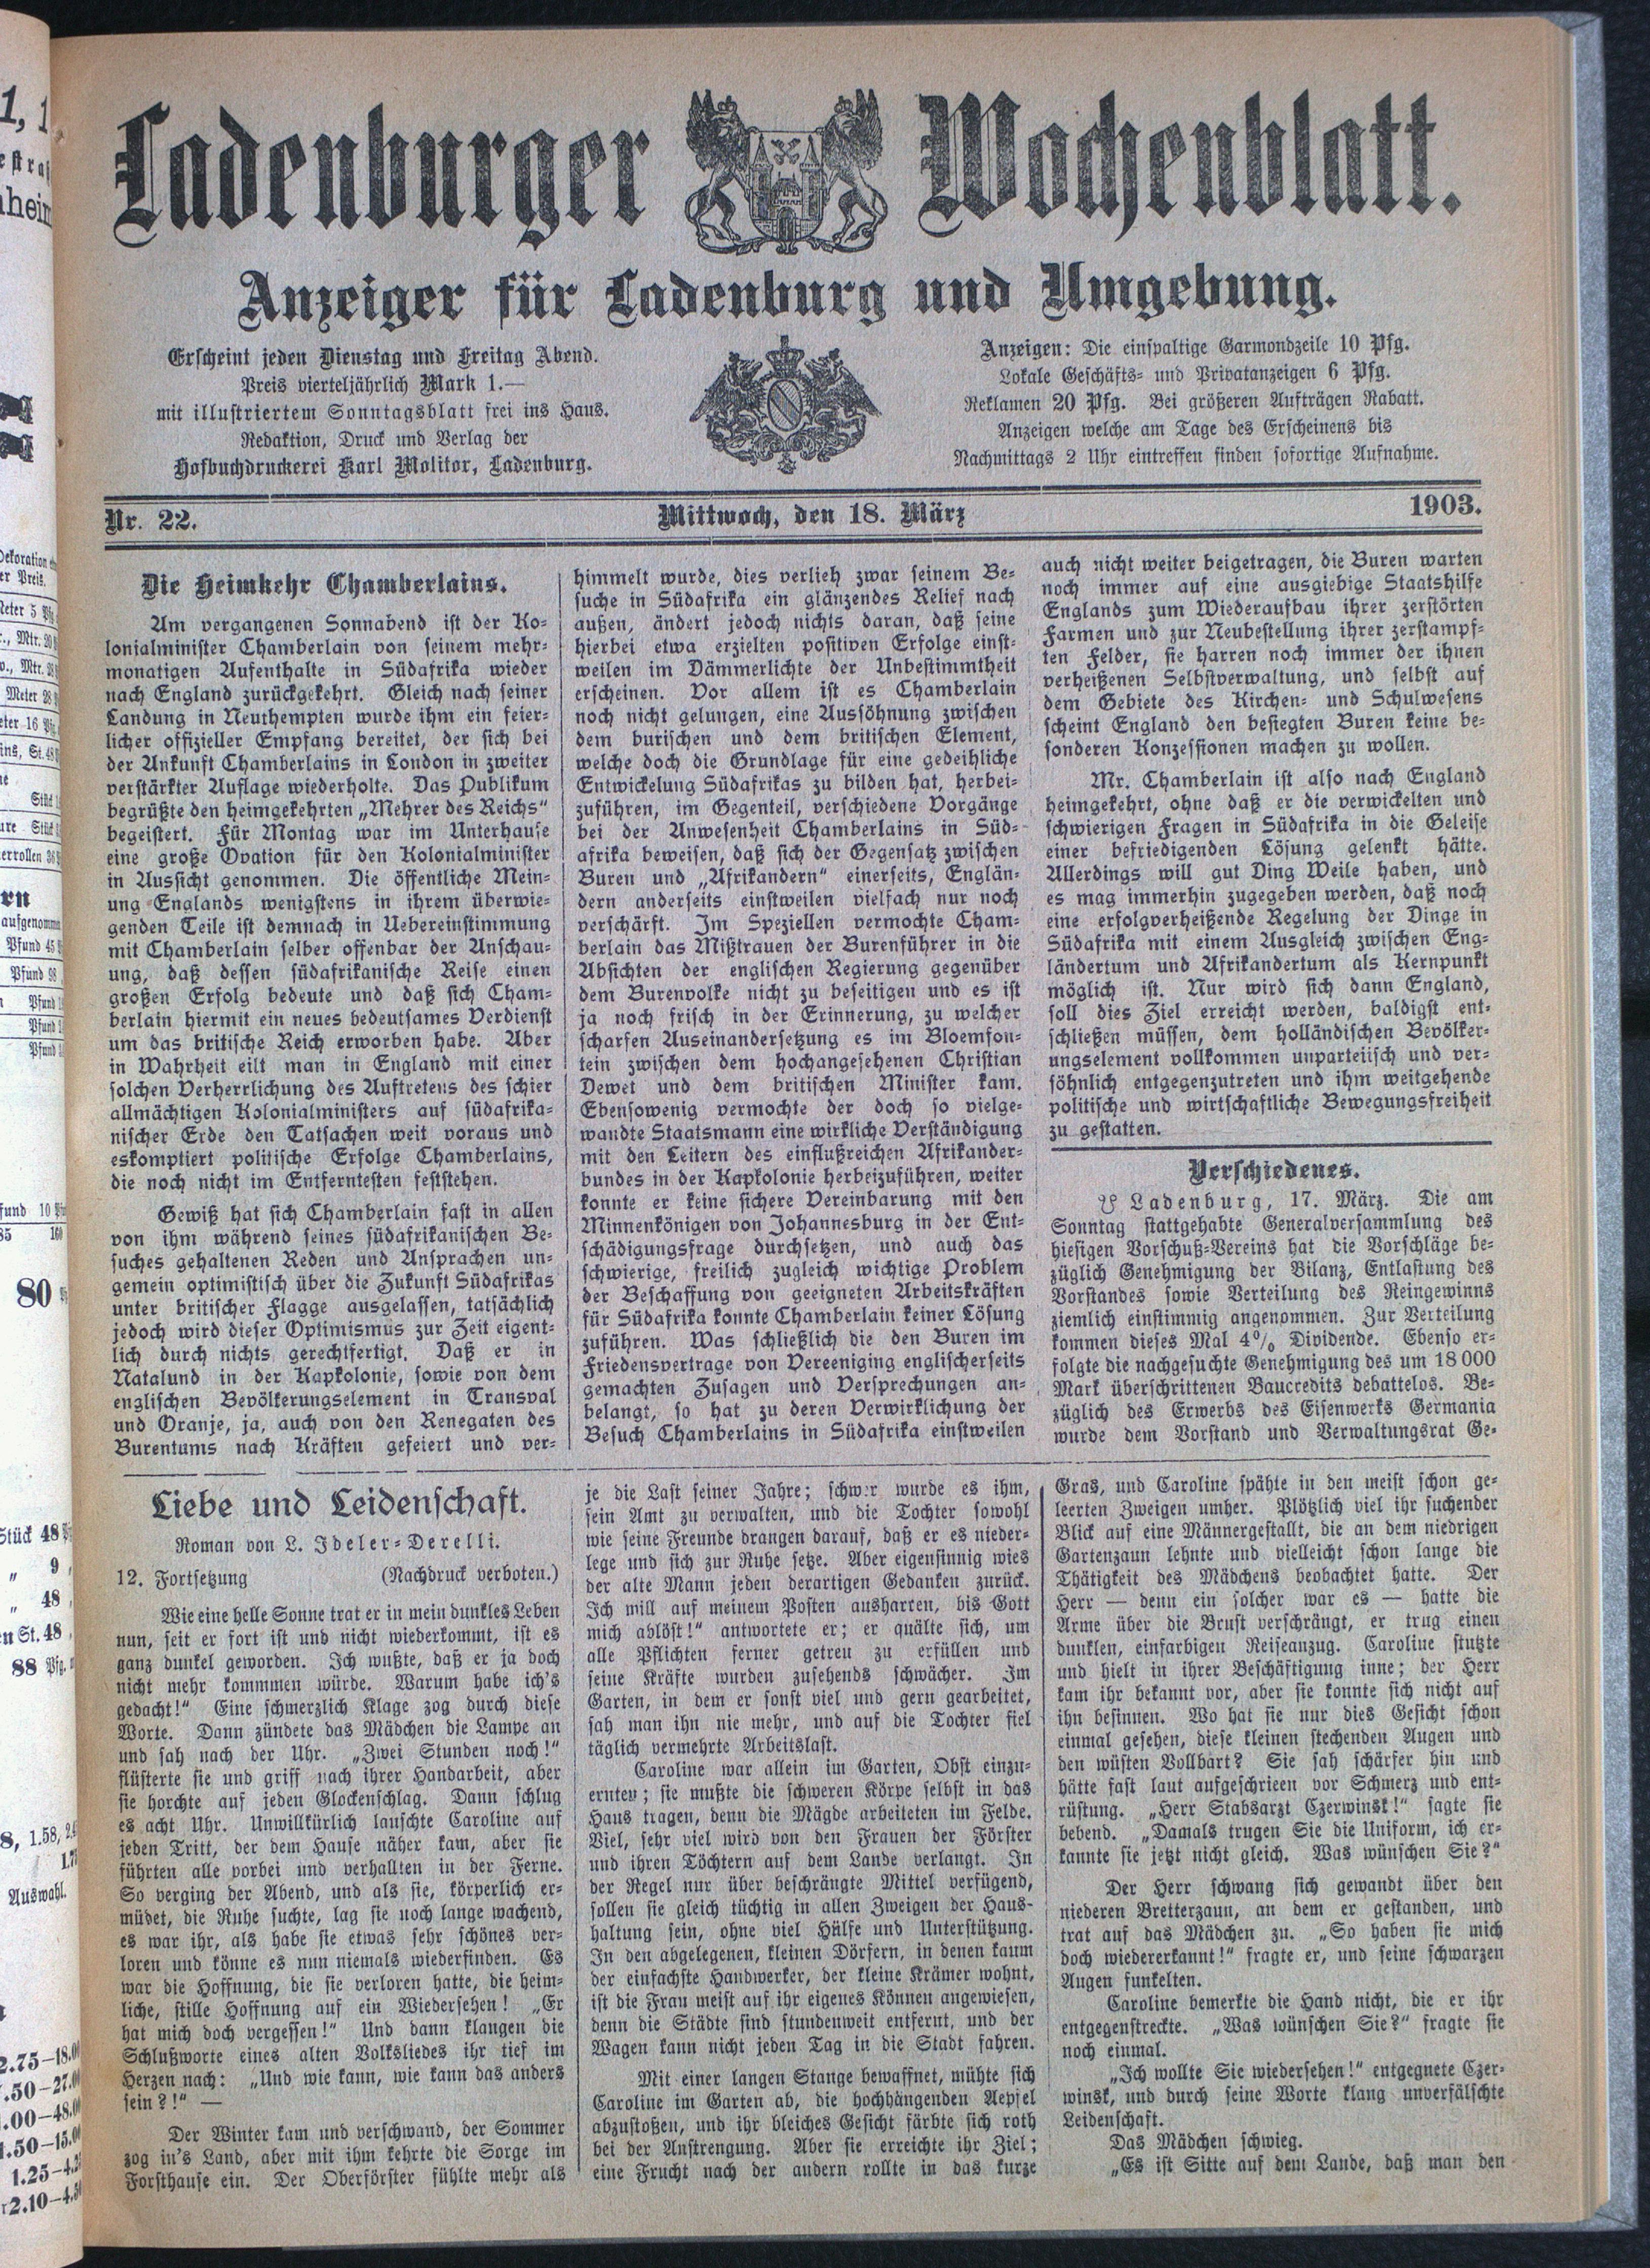 Ladenburger Wochenblatt.
Anzeiger für Ladenburg und Umgebung.
Erscheint jeden Dienstag und Freitag Abend.
Preis vierteljährlich Mark 1.—
mit illustriertem Sonntagsblatt frei ins Haus.
Redaktion, Druck und Verlag der
Hofbuchdruckerei Karl Molitor, Ladenburg.
Anzeigen: Die einspaltige Garmondzeile 10 Pfg.
Lokale Geschäfts- und Privatanzeigen 6 Pfg.
Reklamen 20 Pfg. Bei größeren Aufträgen Rabatt.
Anzeigen welche am Tage des Erscheinens bis
Nachmittags 2 Uhr eintreffen finden sofortige Aufnahme.
Nr. 22. Mittwoch, den 18. März 1903.
Die Heimkehr Chamberlains.
Am vergangenen Sonnabend ist der Ko-
lonialminister Chamberlain von seinem mehr-
monatigen Aufenthalte in Südafrika wieder
nach England zurückgekehrt. Gleich nach seiner
Landung in Neuthempten wurde ihm ein feier-
licher offizieller Empfang bereitet, der sich bei
der Ankunft Chamberlains in London in zweiter
verstärkter Auflage wiederholte. Das Publikum
begrüßte den heimgekehrten „Mehrer des Reichs“
begeistert. Für Montag war im Unterhause
eine große Ovation für den Kolonialminister
in Aussicht genommen. Die öffentliche Mein-
ung Englands wenigstens in ihrem überwie-
genden Teile ist demnach in Uebereinstimmung
mit Chamberlain selber offenbar der Anschau-
ung, daß dessen südafrikanische Reise einen
großen Erfolg bedeute und daß sich Cham-
berlain hiermit ein neues bedeutsames Verdienst
um das britische Reich erworben habe. Aber
in Wahrheit eilt man in England mit einer
solchen Verherrlichung des Auftretens des schier
allmächtigen Kolonialministers auf südafrika-
nischer Erde den Tatsachen weit voraus und
eskomptiert politische Erfolge Chamberlains,
die noch nicht im Entferntesten feststehen.
Gewiß hat sich Chamberlain fast in allen
von ihm während seines südafrikanischen Be-
suches gehaltenen Reden und Ansprachen un-
gemein optimistisch über die Zukunft Südafrikas
unter britischer Flagge ausgelassen, tatsächlich
jedoch wird dieser Optimismus zur Zeit eigent-
lich durch nichts gerechtfertigt. Daß er in
Natalund in der Kapkolonie, sowie von dem
englischen Bevölkerungselement in Transval
und Oranje, ja, auch von den Renegaten des
Burentums nach Kräften gefeiert und ver-
himmelt wurde, dies verlieh zwar seinem Be-
suche in Südafrika ein glänzendes Relief nach
außen, ändert jedoch nichts daran, daß seine
hierbei etwa erzielten positiven Erfolge einst-
weilen im Dämmerlichte der Unbestimmtheit
erscheinen. Vor allem ist es Chamberlain
noch nicht gelungen, eine Aussöhnung zwischen
dem burischen und dem britischen Element,
welche doch die Grundlage für eine gedeihliche
Entwickelung Südafrikas zu bilden hat, herbei-
zuführen, im Gegenteil, verschiedene Vorgänge
bei der Anwesenheit Chamberlains in Süd-
afrika beweisen, daß sich der Gegensatz zwischen
Buren und „Afrikandern“ einerseits, Englän-
dern anderseits einstweilen vielfach nur noch
verschärft. Im Speziellen vermochte Cham-
berlain das Mißtrauen der Burenführer in die
Absichten der englischen Regierung gegenüber
dem Burenvolke nicht zu beseitigen und es ist
ja noch frisch in der Erinnerung, zu welcher
scharfen Auseinandersetzung es im Bloemfon-
tein zwischen dem hochangesehenen Christian
Dewet und dem britischen Minister kam.
Ebensowenig vermochte der doch so vielge-
wandte Staatsmann eine wirkliche Verständigung
mit den Leitern des einflußreichen Afrikander-
bundes in der Kapkolonie herbeizuführen, weiter
konnte er keine sichere Vereinbarung mit den
Minnenkönigen von Johannesburg in der Ent-
schädigungsfrage durchsetzen, und auch das
schwierige, freilich zugleich wichtige Problem
der Beschaffung von geeigneten Arbeitskräften
für Südafrika konnte Chamberlain keiner Lösung
zuführen. Was schließlich die den Buren im
Friedensvertrage von Vereeniging englischerseits
gemachten Zusagen und Versprechungen an-
belangt, so hat zu deren Verwirklichung der
Besuch Chamberlains in Südafrika einstweilen
auch nicht weiter beigetragen, die Buren warten
noch immer auf eine ausgiebige Staatshilfe
Englands zum Wiederaufbau ihrer zerstörten
Farmen und zur Neubestellung ihrer zerstampf-
ten Felder, sie harren noch immer der ihnen
verheißenen Selbstverwaltung, und selbst auf
dem Gebiete des Kirchen- und Schulwesens
scheint England den besiegten Buren keine be-
sonderen Konzessionen machen zu wollen.
Mr. Chamberlain ist also nach England
heimgekehrt, ohne daß er die verwickelten und
schwierigen Fragen in Südafrika in die Geleise
einer befriedigenden Lösung gelenkt hätte.
Allerdings will gut Ding Weile haben, und
es mag immerhin zugegeben werden, daß noch
eine erfolgverheißende Regelung der Dinge in
Südafrika mit einem Ausgleich zwischen Eng-
ländertum und Afrikandertum als Kernpunkt
möglich ist. Nur wird sich dann England,
soll dies Ziel erreicht werden, baldigst ent-
schließen müssen, dem holländischen Bevölker-
ungselement vollkommen unparteiisch und ver-
söhnlich entgegenzutreten und ihm weitgehende
politische und wirtschaftliche Bewegungsfreiheit
zu gestatten.
Verschiedenes.
Ladenburg, 17. März. Die am
Sonntag stattgehabte Generalversammlung des
hiesigen Vorschuß-Vereins hat die Vorschläge be-
züglich Genehmigung der Bilanz, Entlastung des
Vorstandes sowie Verteilung des Reingewinns
ziemlich einstimmig angenommen. Zur Verteilung
kommen dieses Mal 4% Dividende. Ebenso er-
folgte die nachgesuchte Genehmigung des um 18 000
Mark überschrittenen Baucredits debattelos. Be-
züglich des Erwerbs des Eisenwerks Germania
wurde dem Vorstand und Verwaltungsrat Ge-
Liebe und Leidenschaft.
Roman von L. Ideler-Derelli.
12. Fortsetzung (Nachdruck verboten.)
Wie eine helle Sonne trat er in mein dunkles Leben
nun, seit er fort ist und nicht wiederkommt, ist es
ganz dunkel geworden. Ich wußte, daß er ja doch
nicht mehr kommmen würde. Warum habe ich's
gedacht!“ Eine schmerzlich Klage zog durch diese
Worte. Dann zündete das Mädchen die Lampe an
und sah nach der Uhr. „Zwei Stunden noch!“
flüsterte sie und griff nach ihrer Handarbeit, aber
sie horchte auf jeden Glockenschlag. Dann schlug
es acht Uhr. Unwillkürlich lauschte Caroline auf
jeden Tritt, der dem Hause näher kam, aber sie
führten alle vorbei und verhallten in der Ferne.
So verging der Abend, und als sie, körperlich er-
müdet, die Ruhe suchte, lag sie noch lange wachend,
es war ihr, als habe sie etwas sehr schönes ver-
loren und könne es nun niemals wiederfinden. Es
war die Hoffnung, die sie verloren hatte, die heim-
liche, stille Hoffnung auf ein Wiedersehen! „Er
hat mich doch vergessen!“ Und dann klangen die
Schlußworte eines alten Volksliedes ihr tief im
Herzen nach: „Und wie kann, wie kann das anders
sein?!“ —
Der Winter kam und verschwand, der Sommer
zog in's Land, aber mit ihm kehrte die Sorge im
Forsthause ein. Der Oberförster fühlte mehr als
je die Last seiner Jahre; schwer wurde es ihm,
sein Amt zu verwalten, und die Tochter sowohl
wie seine Freunde drangen darauf, daß er es nieder-
lege und sich zur Ruhe setze. Aber eigensinnig wies
der alte Mann jeden derartigen Gedanken zurück.
Ich will auf meinem Posten ausharren, bis Gott
mich ablöst!“ antwortete er; er quälte sich, um
alle Pflichten ferner getreu zu erfüllen und
seine Kräfte wurden zusehends schwächer. Im
Garten, in dem er sonst viel und gern gearbeitet,
sah man ihn nie mehr, und auf die Tochter fiel
täglich vermehrte Arbeitslast.
Caroline war allein im Garten, Obst einzu-
ernten; sie mußte die schweren Körpe selbst in das
Haus tragen, denn die Mägde arbeiteten im Felde.
Viel, sehr viel wird von den Frauen der Förster
und ihren Töchtern auf dem Lande verlangt. In
der Regel nur über beschrängte Mittel verfügend,
sollen sie gleich tüchtig in allen Zweigen der Haus-
haltung sein, ohne viel Hülfe und Unterstützung.
In den abgelegenen, kleinen Dörfern, in denen kaum
der einfachste Handwerker, der kleine Krämer wohnt,
ist die Frau meist auf ihr eigenes Können angewiesen,
denn die Städte sind stundenweit entfernt, und der
Wagen kann nicht jeden Tag in die Stadt fahren.
Mit einer langen Stange bewaffnet, mühte sich
Caroline im Garten ab, die hochhängenden Aepfel
abzustoßen, und ihr bleiches Gesicht färbte sich roth
bei der Anstrengung. Aber sie erreichte ihr Ziel;
eine Frucht nach der andern rollte in das kurze
Gras, und Caroline spähte in den meist schon ge-
leerten Zweigen umher. Plötzlich viel ihr suchender
Blick auf eine Männergestallt, die an dem niedrigen
Gartenzaun lehnte und vielleicht schon lange die
Thätigkeit des Mädchens beobachtet hatte. Der
Herr — denn ein solcher war es — hatte die
Arme über die Brust verschrängt, er trug einen
dunklen, einfarbigen Reiseanzug. Caroline stutzte
und hielt in ihrer Beschäftigung inne; der Herr
kam ihr bekannt vor, aber sie konnte sich nicht auf
ihn besinnen. Wo hat sie nur dies Gesicht schon
einmal gesehen, diese kleinen stechenden Augen und
den wüsten Vollbart? Sie sah schärfer hin und
hätte fast laut aufgeschrieen vor Schmerz und ent-
rüstung. „Herr Stabsarzt Czerwinsk!“ sagte sie
bebend. „Damals trugen Sie die Uniform, ich er-
kannte sie jetzt nicht gleich. Was wünschen Sie?“
Der Herr schwang sich gewandt über den
niederen Bretterzaun, an dem er gestanden, und
trat auf das Mädchen zu. „So haben sie mich
doch wiedererkannt!“ fragte er, und seine schwarzen
Augen funkelten.
Caroline bemerkte die Hand nicht, die er ihr
entgegenstreckte. „Was wünschen Sie?“ fragte sie
noch einmal.
„Ich wollte Sie wiedersehen!“ entgegnete Czer-
winsk, und durch seine Worte klang unverfälschte
Leidenschaft.
Das Mädchen schwieg.
„Es ist Sitte auf dem Lande, daß man den